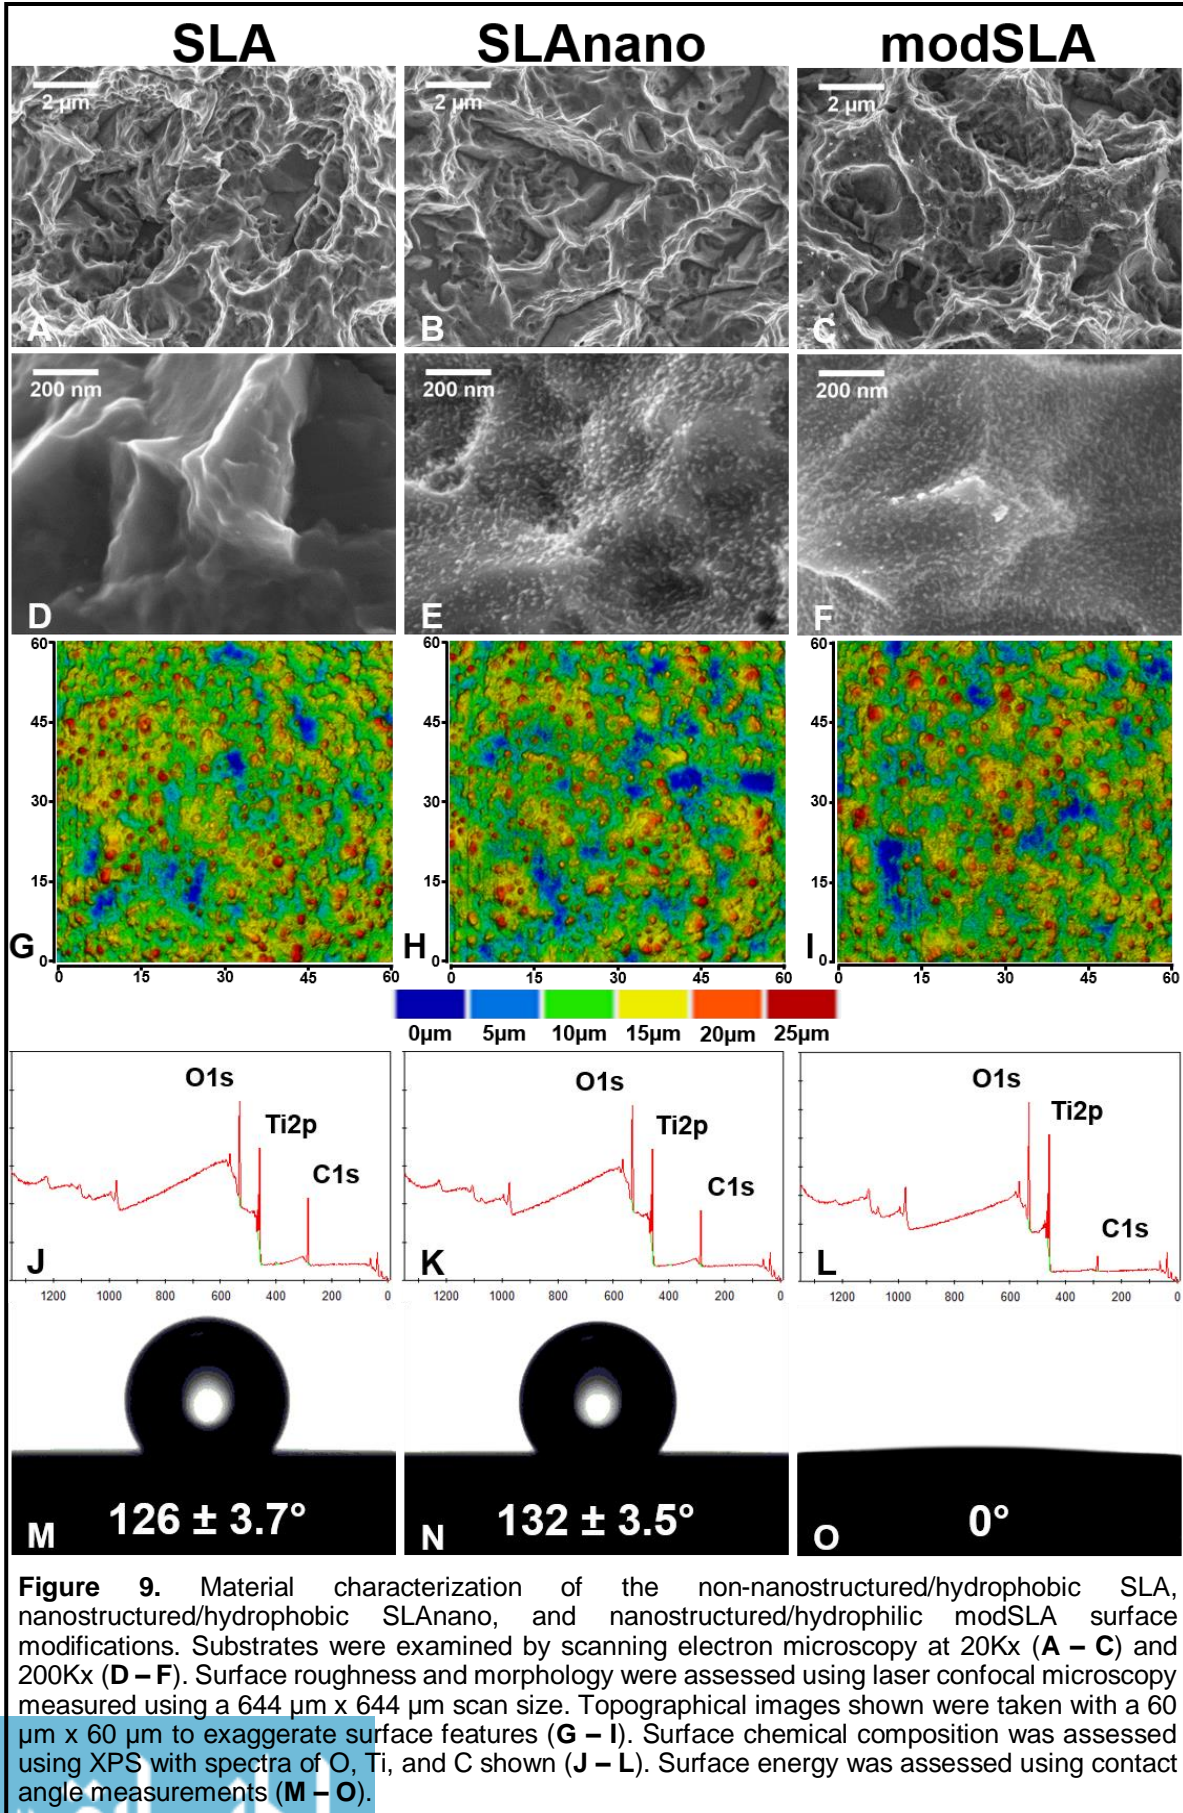 SLA SLAnano modSLA
2 µm 2 µm 2 µm
A B C
200 nm 200 nm 200 nm
D E F
60 60 60
45 45 45
30 30 30
15 15 15
G H I
0 0 0
0 15 30 45 60 0 15 30 45 60 0 15 30 45 60
0µm 5µm 10µm 15µm 20µm 25µm
O1s O1s O1s
Ti2p Ti2p Ti2p
C1s C1s C1s
J K L
1200 1000 800 600 400 200 0 1200 1000 800 600 400 200 0 1200 1000 800 600 400 200 0
M 126 ± 3.7° N 132 ± 3.5° O 0°
Figure 9. Material characterization of the non-nanostructured/hydrophobic SLA,
nanostructured/hydrophobic SLAnano, and nanostructured/hydrophilic modSLA surface
modifications. Substrates were examined by scanning electron microscopy at 20Kx (A – C) and
200Kx (D – F). Surface roughness and morphology were assessed using laser confocal microscopy
measured using a 644 µm x 644 µm scan size. Topographical images shown were taken with a 60
µm x 60 µm to exaggerate surface features (G – I). Surface chemical composition was assessed
using XPS with spectra of O, Ti, and C shown (J – L). Surface energy was assessed using contact
angle measurements (M – O).